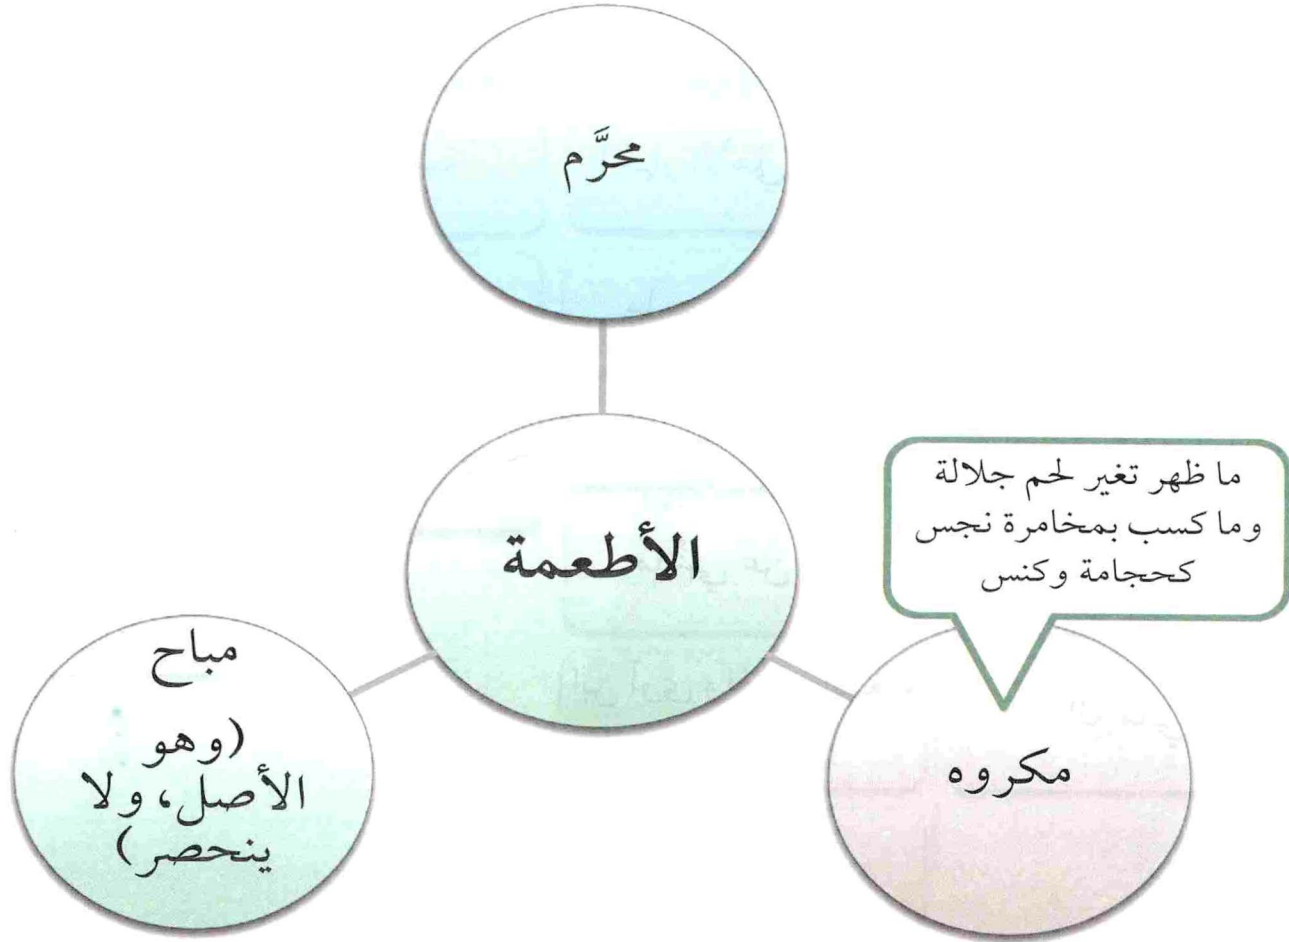 محرَّم
الأطعمة
ما ظهر تغير لحم جلالة
وما كسب بمخامرة نجس
كحجامة وكنس
مكروه
مباح
(وهو
الأصل، ولا
ينحصر)